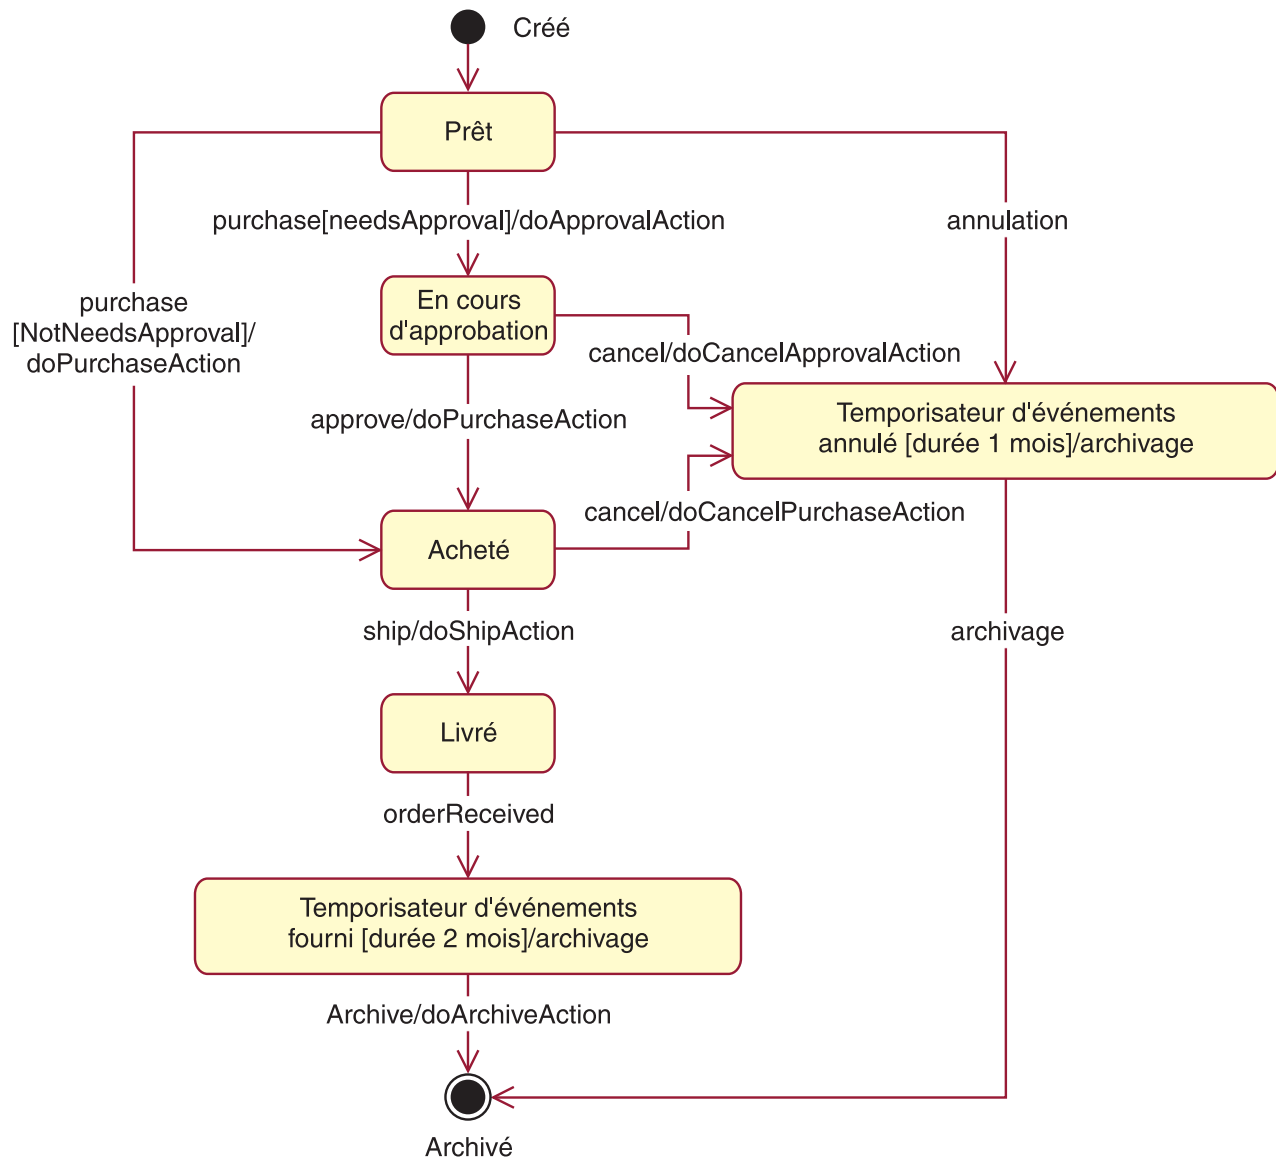 Créé
Prêt
purchase[needsApproval]/doApprovalAction
annulation
purchase
[NotNeedsApproval]/
doPurchaseAction
En cours
d'approbation
cancel/doCancelApprovalAction
approve/doPurchaseAction
Temporisateur d'événements
annulé [durée 1 mois]/archivage
cancel/doCancelPurchaseAction
Acheté
ship/doShipAction
archivage
Livré
orderReceived
Temporisateur d'événements
fourni [durée 2 mois]/archivage
Archive/doArchiveAction
Archivé